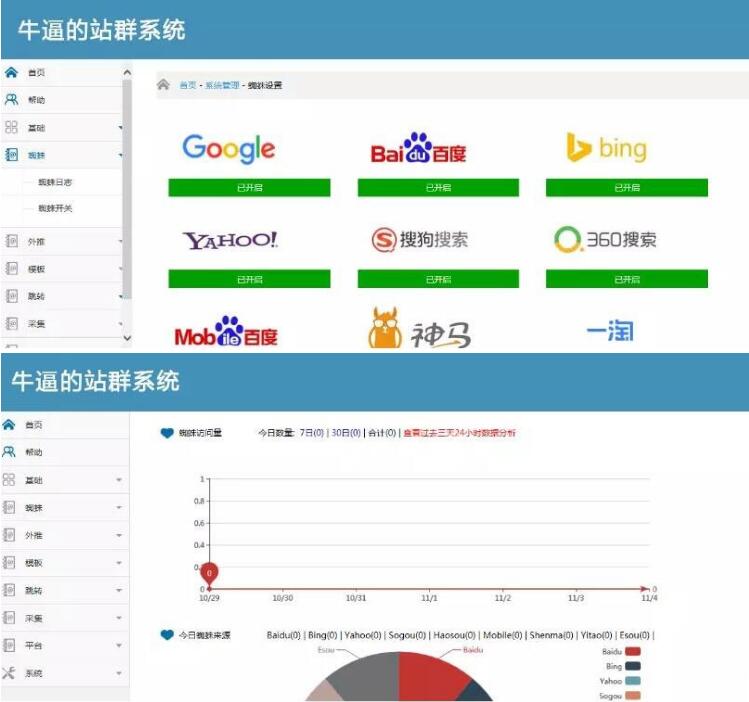 牛逼的站群系统
首页
帮助
基础
蜘蛛
蜘蛛日志
蜘蛛开关
外推
模板
跳转
采集
首页 - 系统管理 - 蜘蛛设置
Google Baidu百度 bing
已开启 已开启 已开启
YAHOO! S搜狗搜索 360搜索
已开启 已开启 已开启
Mobile百度 神马 一淘
牛逼的站群系统
首页
帮助
基础
蜘蛛
外推
模板
跳转
采集
平台
系统
蜘蛛访问量 今日数量: 7日(0) | 30日(0) | 合计(0) | 查看过去三天24小时数据分析
1
0.8
0.6
0.4
0
0
0
10/29 10/30 10/31 11/1 11/2 11/3 11/4
今日蜘蛛来源 Baidu(0) | Bing(0) | Yahoo(0) | Sogou(0) | Haosou(0) | Mobile(0) | Shenma(0) | Yitao(0) | Esou(0) |
Esou Baidu
Baidu
Bing
Yahoo
Sogou